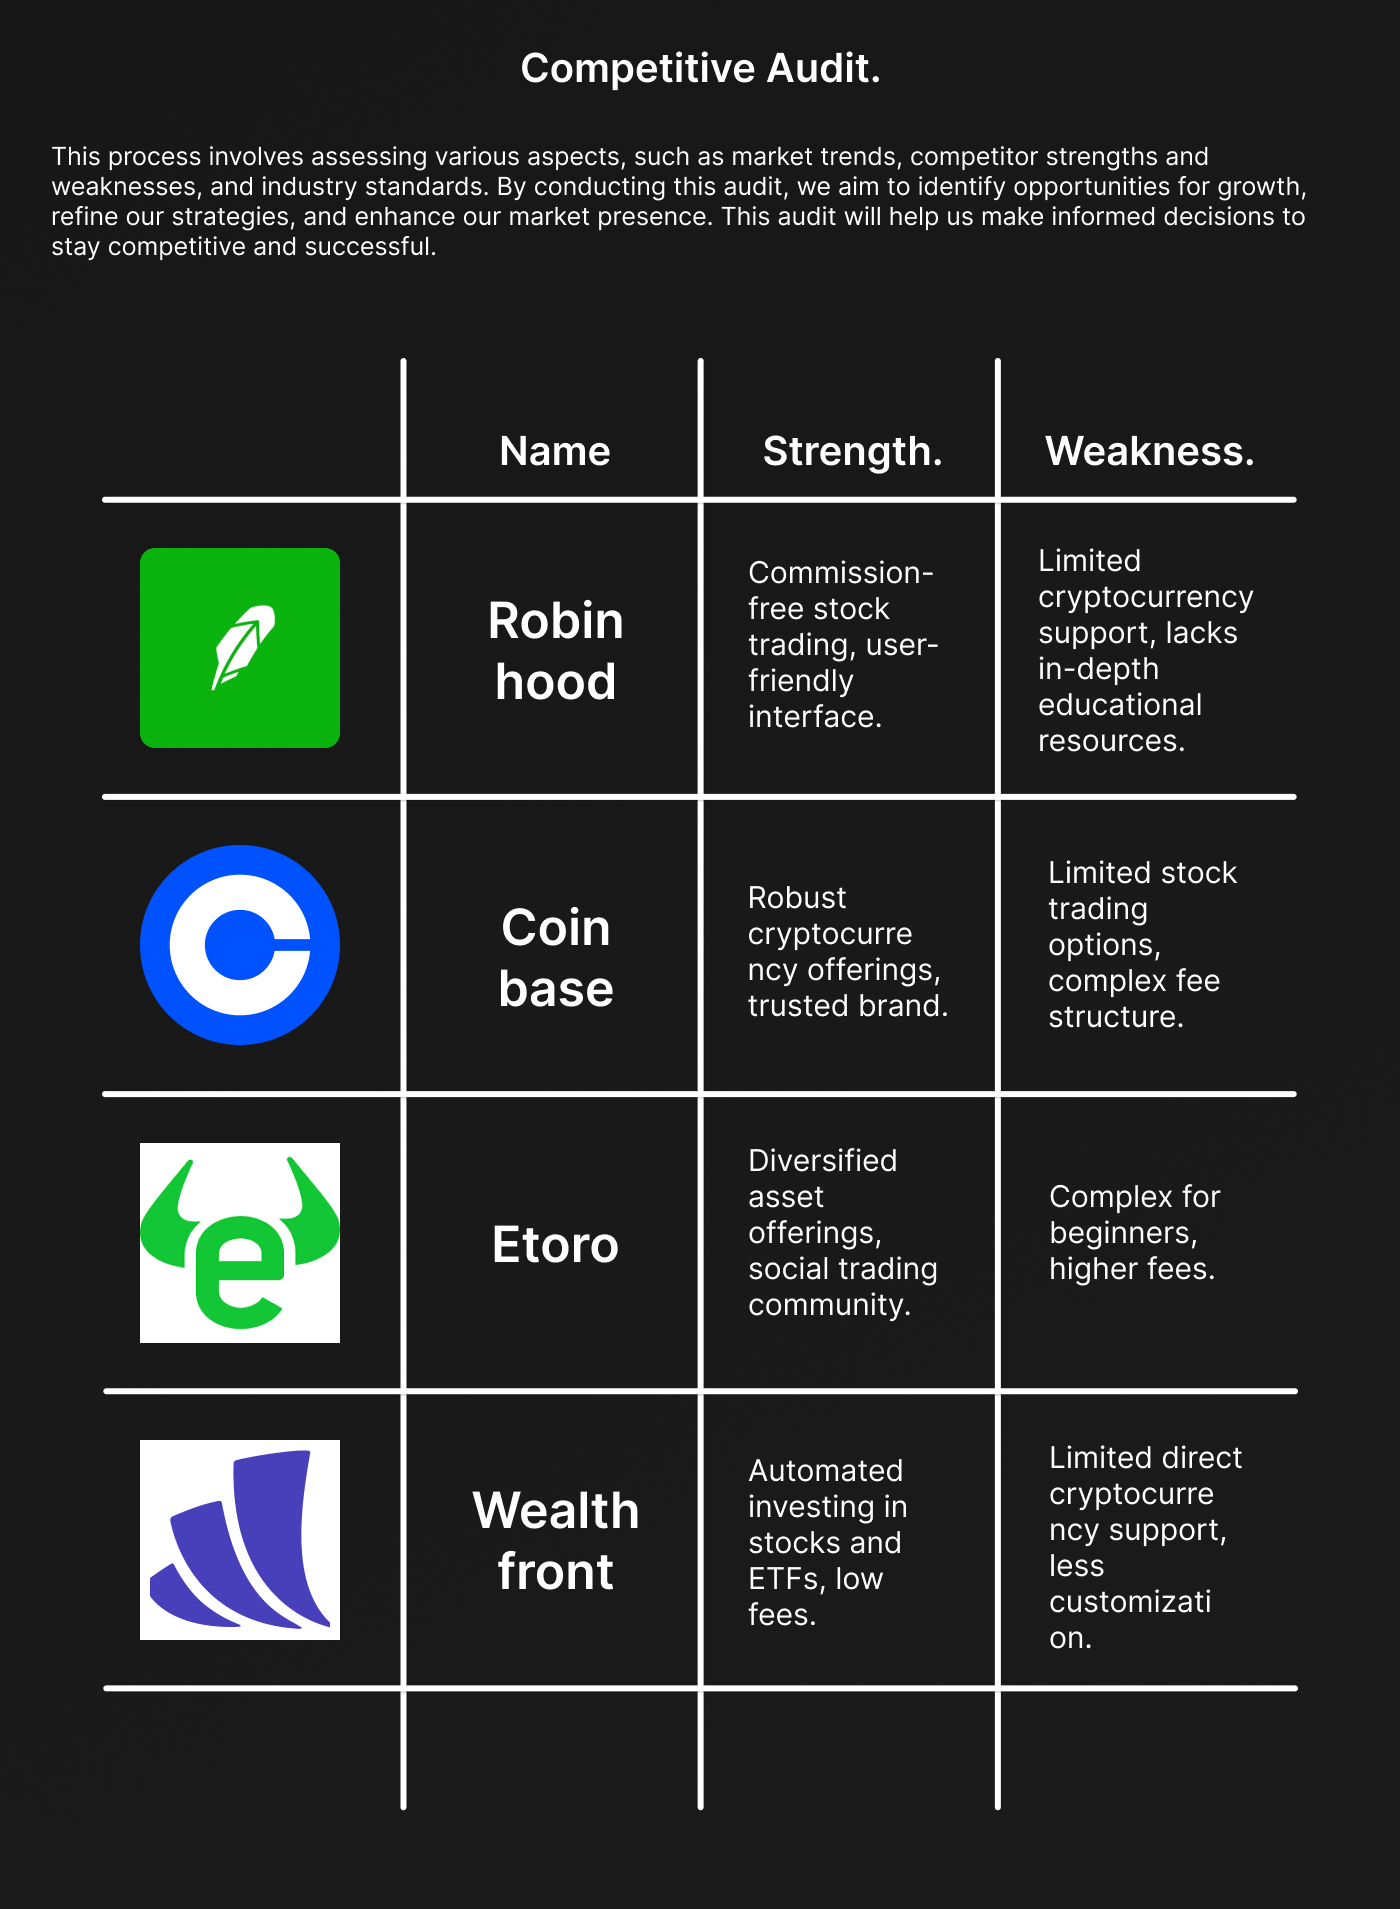 Competitive Audit.
This process involves assessing various aspects, such as market trends, competitor strengths and
weaknesses, and industry standards. By conducting this audit, we aim to identify opportunities for growth,
refine our strategies, and enhance our market presence. This audit will help us make informed decisions to
stay competitive and successful.
Name
Strength.
Weakness.
Robin
hood
Commission-
free stock
trading, user-
friendly
interface.
Limited
cryptocurrency
support, lacks
in-depth
educational
resources.
Coin
base
Robust
cryptocurre
ncy offerings,
trusted brand.
Limited stock
trading
options,
complex fee
structure.
e
Etoro
Diversified
asset
offerings,
social trading
community.
Complex for
beginners,
higher fees.
Wealth
front
Automated
investing in
stocks and
ETFs, low
fees.
Limited direct
cryptocurre
ncy support,
less
customizati
on.